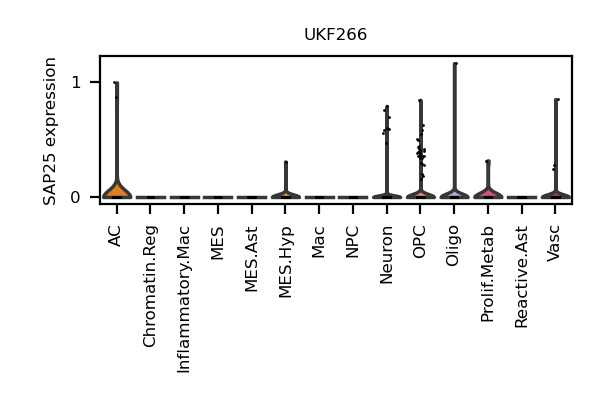 UKF266
SAP25 expression
1
0
AC
Chromatin.Reg
Inflammatory.Mac
MES
MES.Ast
MES.Hyp
Mac
NPC
Neuron
OPC
Oligo
Prolif.Metab
Reactive.Ast
Vasc